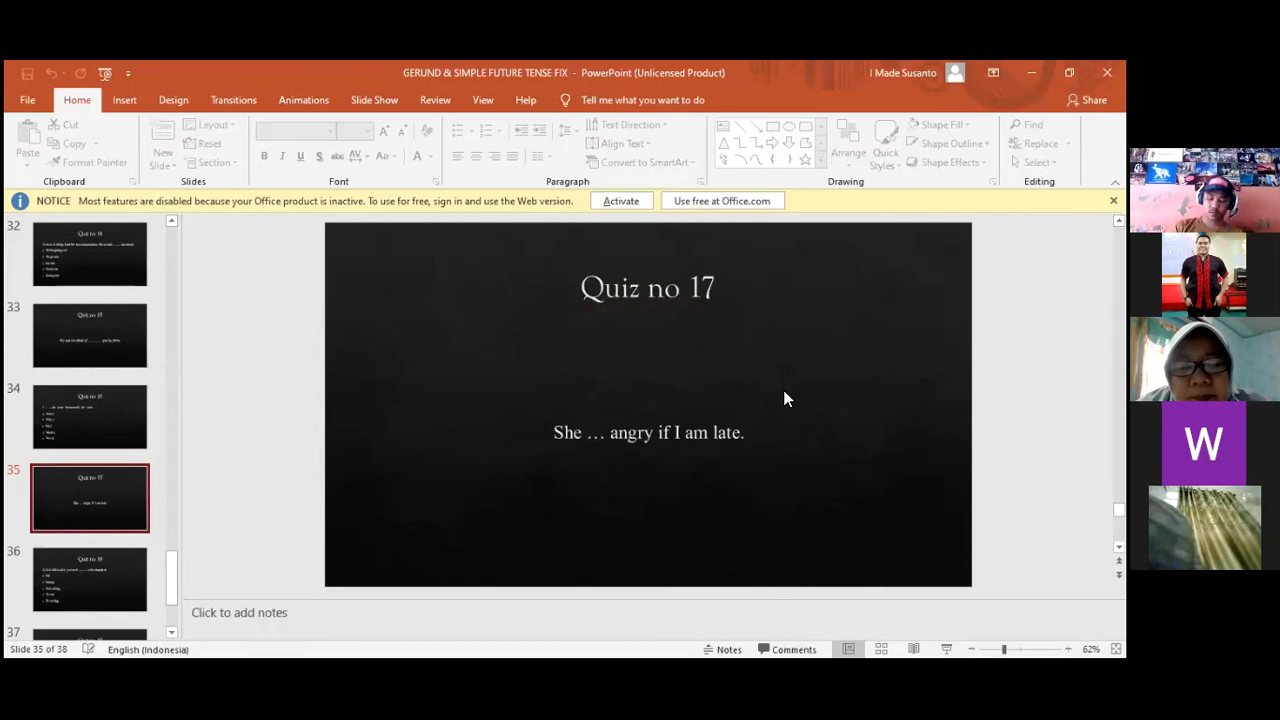 GERUND & SIMPLE FUTURE TENSE FIX - PowerPoint (Unlicensed Product)
I Made Susanto
File Home Insert Design Transitions Animations Slide Show Review View Help Tell me what you want to do Share
Paste
Cut
Copy
Format Painter
Clipboard
New Slide
Layout
Reset
Section
Slides
B I U S abc AV Aa A
Font
Text Direction
Align Text
Convert to SmartArt
Paragraph
Arrange
Quick Styles
Shape Fill
Shape Outline
Shape Effects
Drawing
Find
Replace
Select
Editing
NOTICE Most features are disabled because your Office product is inactive. To use for free, sign in and use the Web version. Activate Use free at Office.com
32
33
34
35
Quiz no 17
36
37
Quiz no 17
She … angry if I am late.
W
Click to add notes
Slide 35 of 38 English (Indonesia) Notes Comments 62%